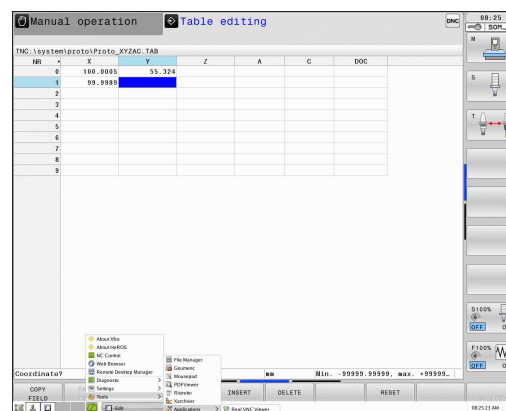 Manual operation
Table editing
DNC
08:25
TNC:\system\proto\Proto_XYZAC.TAB
NR X Y Z A C DOC
0 100.0005 55.324
1 99.9989
2
3
4
5
6
7
8
9
M
S
T
S100%
OFF
F100%
OFF
About Xfce
About HeROS
NC Control
Web Browser
Remote Desktop Manager
Diagnostic
Settings
Tools
File Manager
Gnumeric
Mousepad
PDFViewer
Ristretto
Xarchiver
Applications
Real VNC Viewer
Coordinate?
mm
Min. -99999.99999, max. +99999…
COPY
FIELD
INSERT
DELETE
RESET
Edit
08:25:23 AM